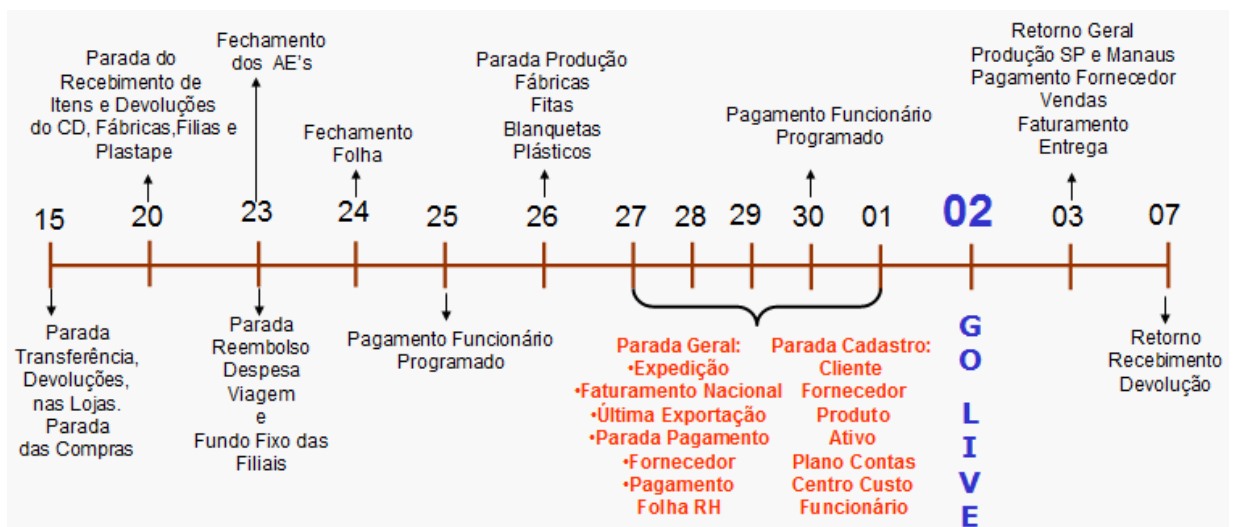 Parada do
Recebimento de
Itens e Devoluções
do CD, Fábricas,Filias e
Plastape
Fechamento
dos AE's
Fechamento
Folha
Parada Produção
Fábricas
Fitas
Blanquetas
Plásticos
Pagamento Funcionário
Programado
Retorno Geral
Produção SP e Manaus
Pagamento Fornecedor
Vendas
Faturamento
Entrega
15 20 23 24 25 26 27 28 29 30 01 02 03 07
Parada
Transferência,
Devoluções,
nas Lojas.
Parada
das Compras
Parada
Reembolso
Despesa
Viagem
e
Fundo Fixo das
Filiais
Pagamento Funcionário
Programado
Parada Geral:
•Expedição
•Faturamento Nacional
•Última Exportação
•Parada Pagamento
•Fornecedor
•Pagamento
Folha RH
Parada Cadastro:
Cliente
Fornecedor
Produto
Ativo
Plano Contas
Centro Custo
Funcionário
G
O
L
I
V
E
Retorno
Recebimento
Devolução